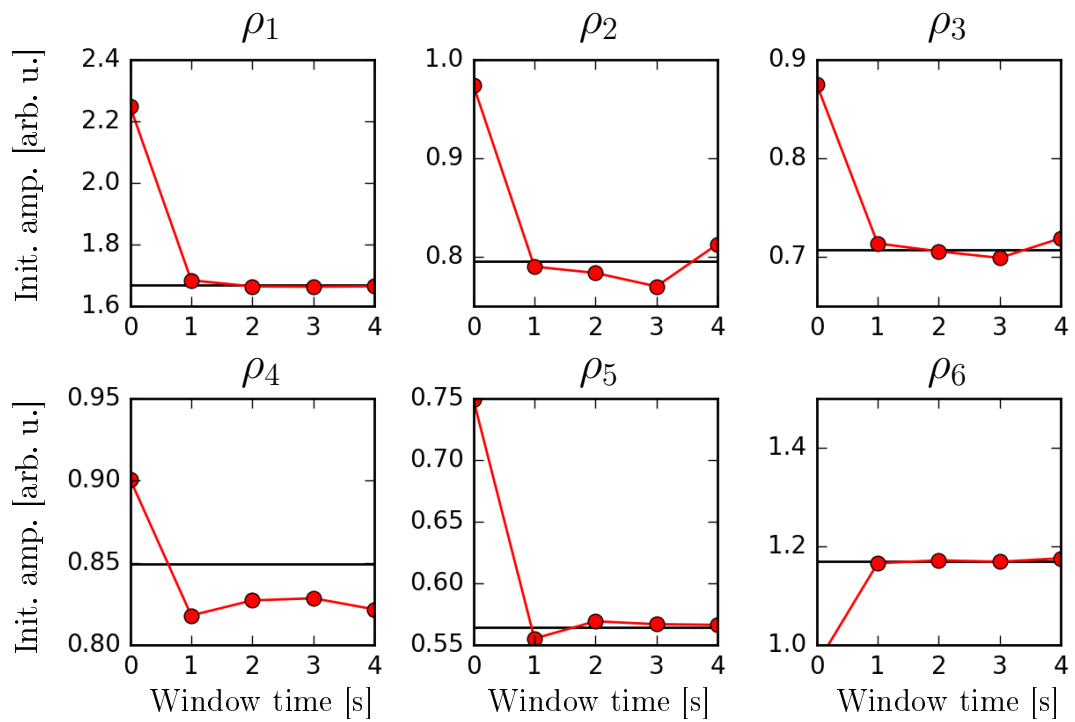 ρ1 ρ2 ρ3
Init. amp. [arb. u.]
2.4
2.2
2.0
1.8
1.6
0 1 2 3 4
1.0
0.9
0.8
0 1 2 3 4
0.9
0.8
0.7
0 1 2 3 4
ρ4 ρ5 ρ6
Init. amp. [arb. u.]
0.95
0.90
0.85
0.80
0 1 2 3 4
Window time [s]
0.75
0.70
0.65
0.60
0.55
0 1 2 3 4
Window time [s]
1.4
1.2
1.0
0 1 2 3 4
Window time [s]